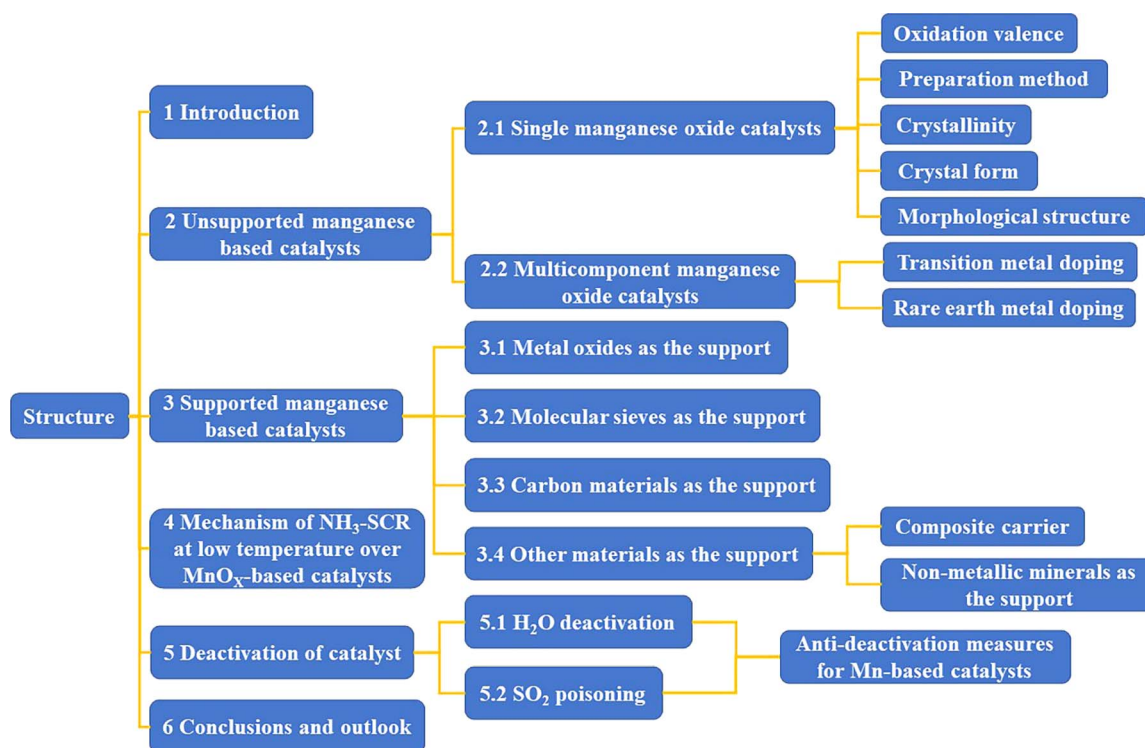 Structure
1 Introduction
2 Unsupported manganese
based catalysts
2.1 Single manganese oxide catalysts
Oxidation valence
Preparation method
Crystallinity
Crystal form
Morphological structure
2.2 Multicomponent manganese
oxide catalysts
Transition metal doping
Rare earth metal doping
3 Supported manganese
based catalysts
3.1 Metal oxides as the support
3.2 Molecular sieves as the support
3.3 Carbon materials as the support
3.4 Other materials as the support
Composite carrier
Non-metallic minerals as
the support
4 Mechanism of NH₃-SCR
at low temperature over
MnOₓ-based catalysts
5 Deactivation of catalyst
5.1 H₂O deactivation
5.2 SO₂ poisoning
Anti-deactivation measures
for Mn-based catalysts
6 Conclusions and outlook